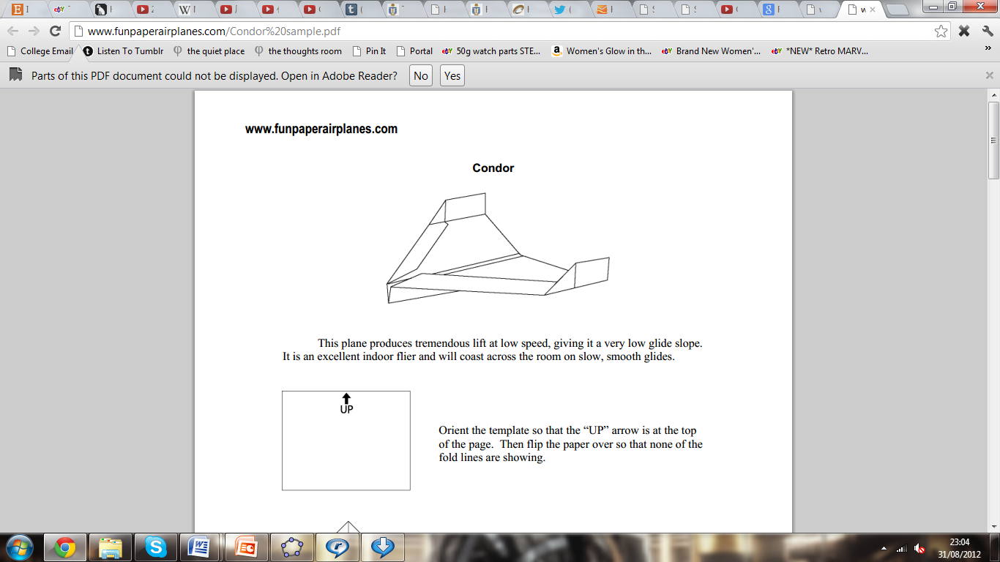 www.funpaperairplanes.com/Condor%20sample.pdf
College Email Listen To Tumblr the quiet place the thoughts room Pin It Portal 50g watch parts STE... Women's Glow in th... Brand New Women'... *NEW* Retro MARV... »
Parts of this PDF document could not be displayed. Open in Adobe Reader? No Yes
www.funpaperairplanes.com
Condor
This plane produces tremendous lift at low speed, giving it a very low glide slope.
It is an excellent indoor flier and will coast across the room on slow, smooth glides.
UP
Orient the template so that the “UP” arrow is at the top
of the page. Then flip the paper over so that none of the
fold lines are showing.
23:04
31/08/2012